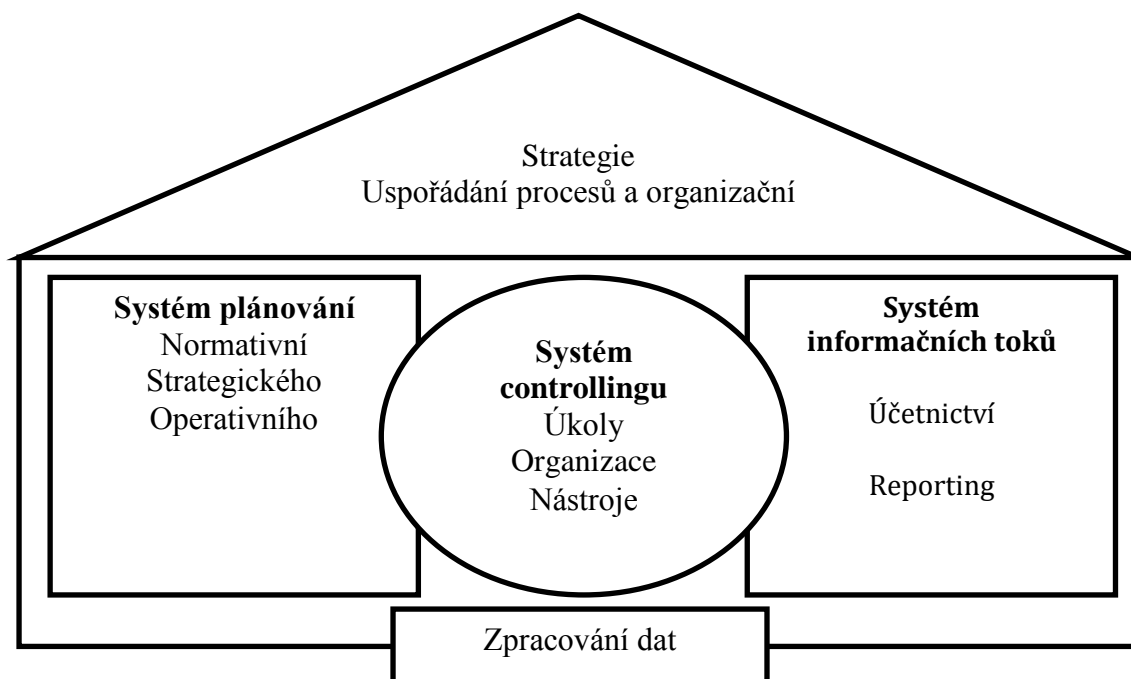 Strategie
Uspořádání procesů a organizační
Systém plánování
Normativní
Strategického
Operativního
Systém
controllingu
Úkoly
Organizace
Nástroje
Systém
informačních toků
Účetnictví
Reporting
Zpracování dat